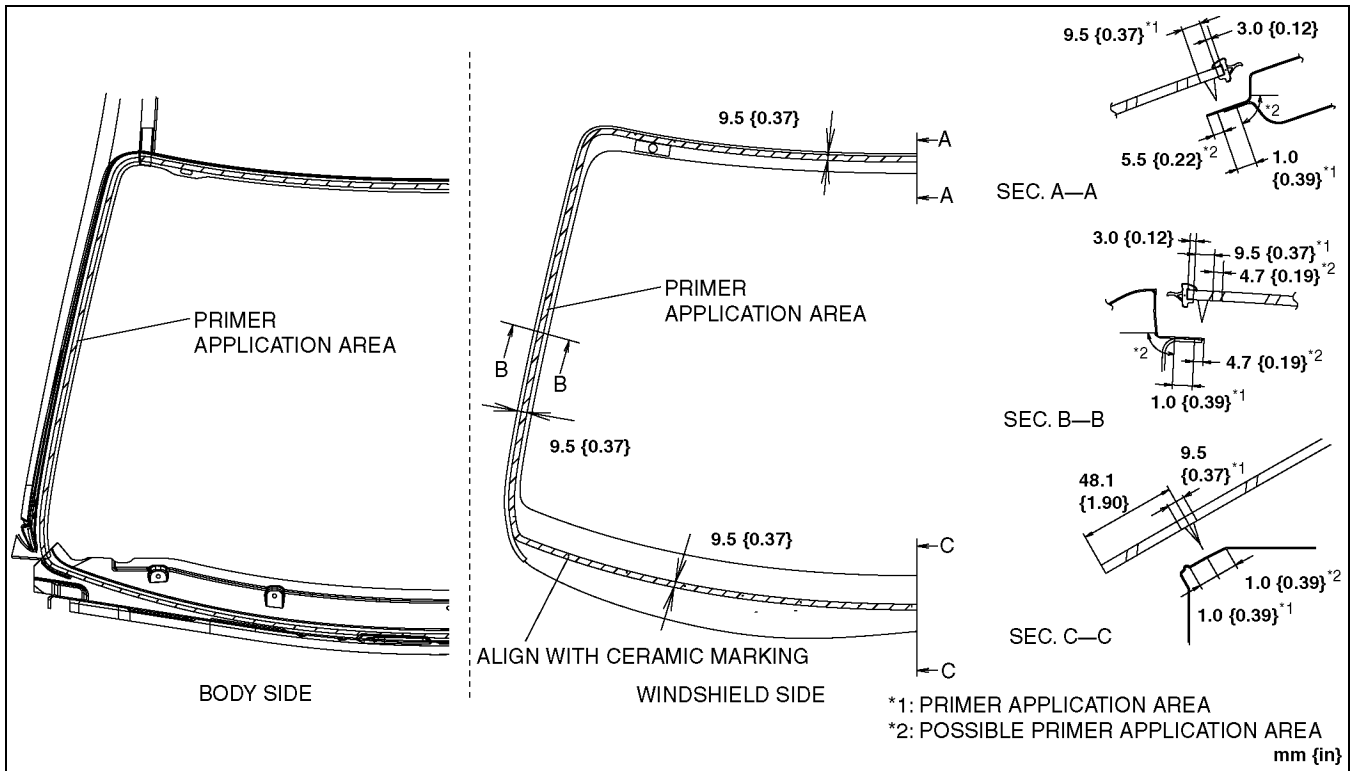 PRIMER
APPLICATION AREA
BODY SIDE
9.5 {0.37}
A
A
PRIMER
APPLICATION AREA
B
B
9.5 {0.37}
9.5 {0.37}
C
C
ALIGN WITH CERAMIC MARKING
WINDSHIELD SIDE
9.5 {0.37}*1
3.0 {0.12}
*2
5.5 {0.22}*2
1.0
{0.39}*1
SEC. A—A
3.0 {0.12}
9.5 {0.37}*1
4.7 {0.19}*2
*2
4.7 {0.19}*2
1.0 {0.39}*1
SEC. B—B
9.5
{0.37}*1
48.1
{1.90}
1.0 {0.39}*2
1.0 {0.39}*1
SEC. C—C
*1: PRIMER APPLICATION AREA
*2: POSSIBLE PRIMER APPLICATION AREA
mm {in}